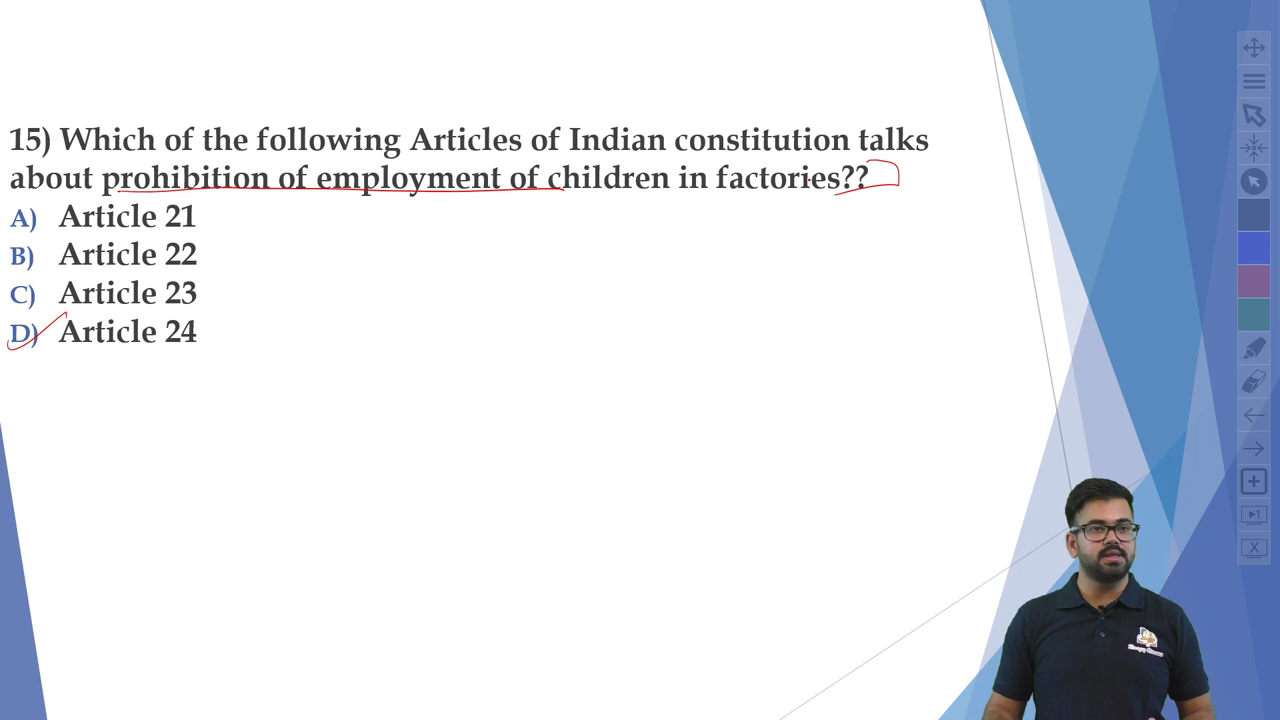 15) Which of the following Articles of Indian constitution talks
about prohibition of employment of children in factories??
A) Article 21
B) Article 22
C) Article 23
D) Article 24